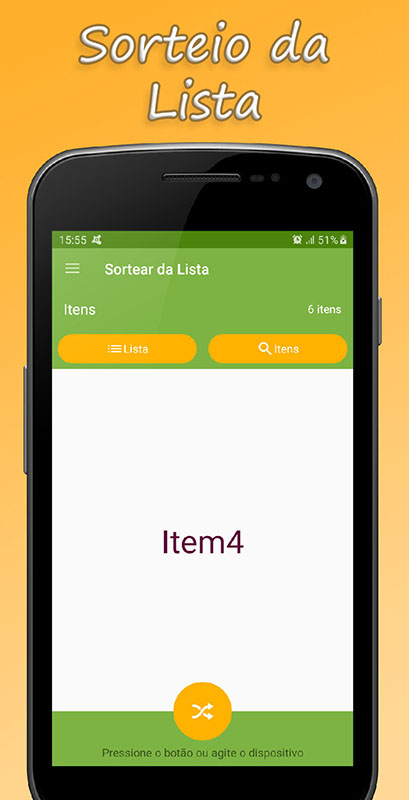 Sorteio da
Lista
15:55 51%
Sortear da Lista
Itens 6 itens
Lista Itens
Item4
Pressione o botão ou agite o dispositivo